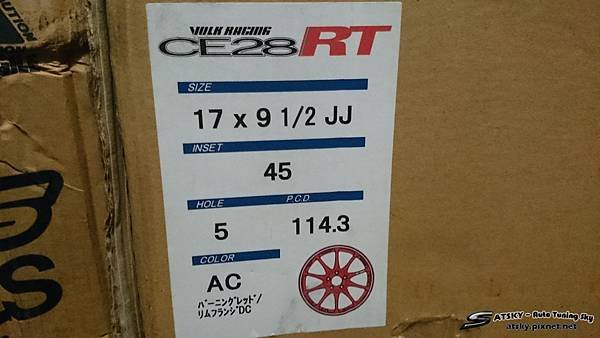 CAUTION
VOLK RACING
CE28RT
SIZE
17 x 9 1/2 JJ
INSET
45
HOLE P.C.D
5 114.3
COLOR
AC
バーニングレッド/
リムフランジDC
ATSKY - Auto Tuning Sky
atzky.pixnet.net